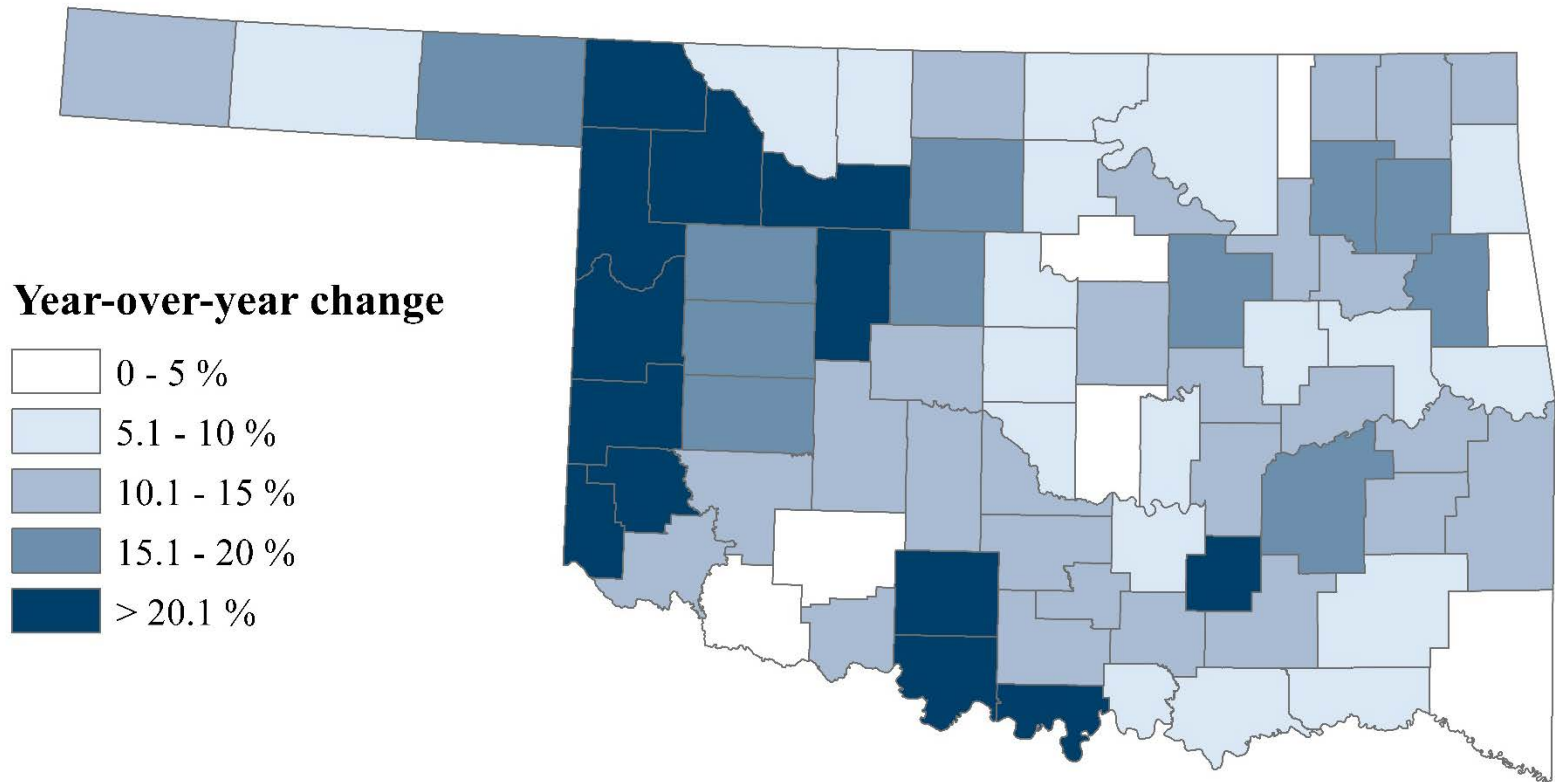 Year-over-year change
0 - 5 %
5.1 - 10 %
10.1 - 15 %
15.1 - 20 %
> 20.1 %